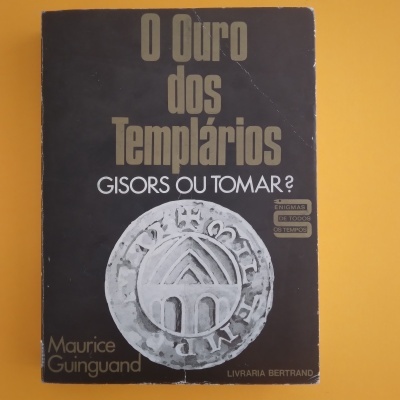 O Ouro
dos
Templários
GISORS OU TOMAR?
ENIGMAS
DE TODOS
OS TEMPOS
Maurice
Guinguand
LIVRARIA BERTRAND